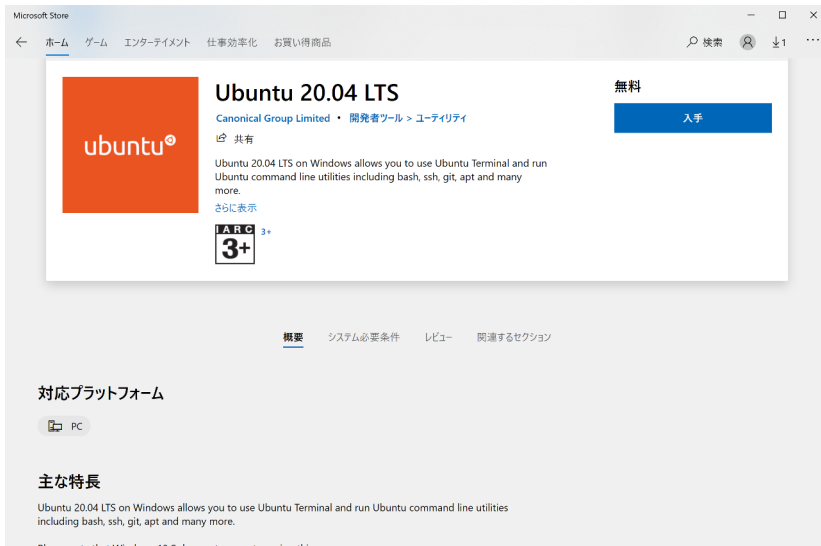 Microsoft Store
ホーム ゲーム エンターテイメント 仕事効率化 お買い得商品 検索 1
ubuntu
Ubuntu 20.04 LTS
Canonical Group Limited • 開発者ツール > ユーティリティ
共有
Ubuntu 20.04 LTS on Windows allows you to use Ubuntu Terminal and run
Ubuntu command line utilities including bash, ssh, git, apt and many
more.
さらに表示
IARC
3+
3+
無料
入手
概要 システム必要条件 レビュー 関連するセクション
対応プラットフォーム
PC
主な特長
Ubuntu 20.04 LTS on Windows allows you to use Ubuntu Terminal and run Ubuntu command line utilities
including bash, ssh, git, apt and many more.